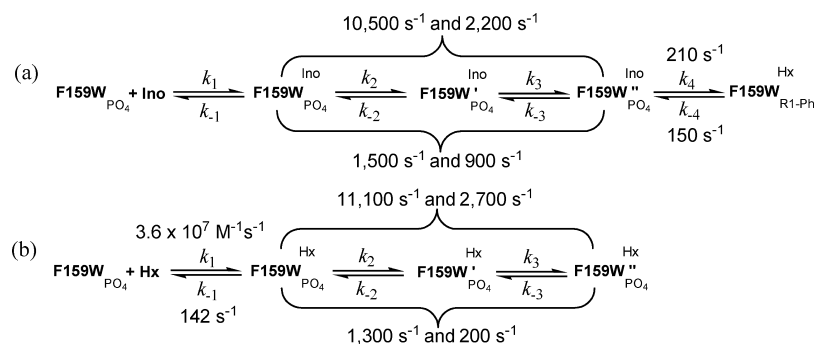 10,500 s-1 and 2,200 s-1
210 s-1
(a) F159W PO4 + Ino k1 k-1 F159W Ino PO4 k2 k-2 F159W' Ino PO4 k3 k-3 F159W" Ino PO4 k4 k-4 F159W Hx R1-Ph
150 s-1
1,500 s-1 and 900 s-1
11,100 s-1 and 2,700 s-1
3.6 x 107 M-1s-1
(b) F159W PO4 + Hx k1 k-1 F159W Hx PO4 k2 k-2 F159W' Hx PO4 k3 k-3 F159W" Hx PO4
142 s-1
1,300 s-1 and 200 s-1